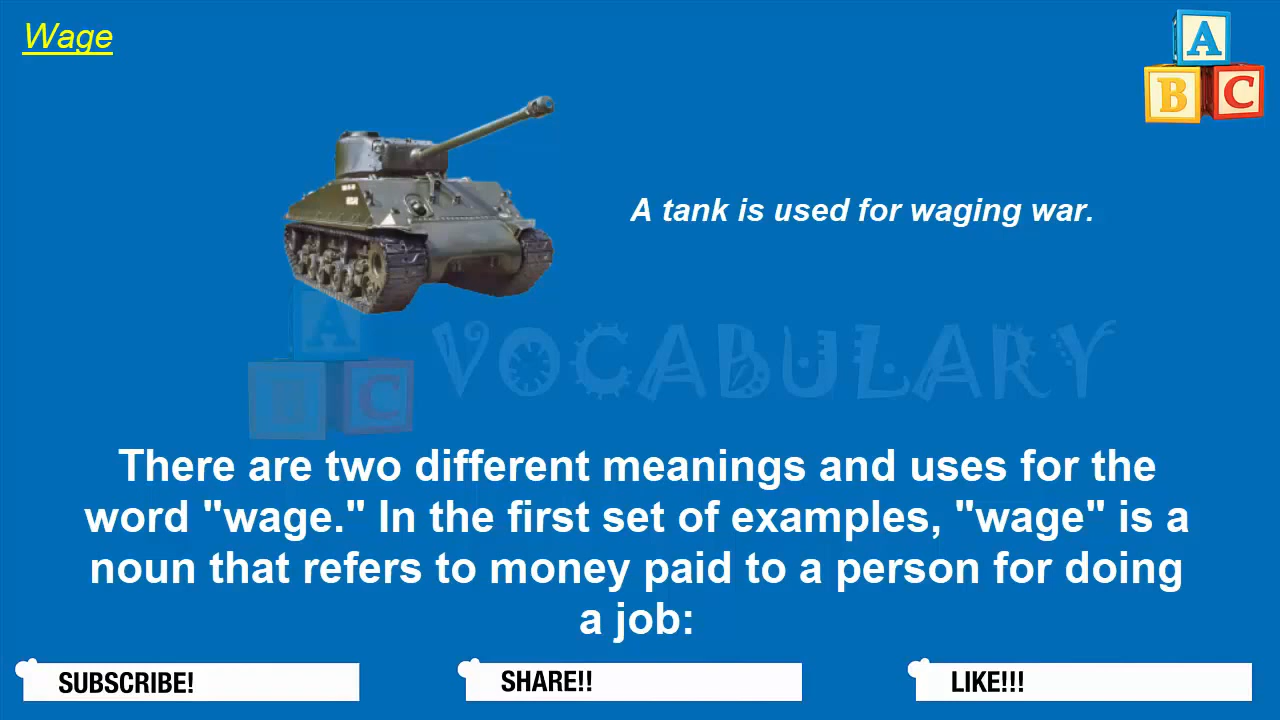 Wage
A
B C
A tank is used for waging war.
A
B C
VOCABULARY
There are two different meanings and uses for the
word "wage." In the first set of examples, "wage" is a
noun that refers to money paid to a person for doing
a job:
SUBSCRIBE!
SHARE!!
LIKE!!!